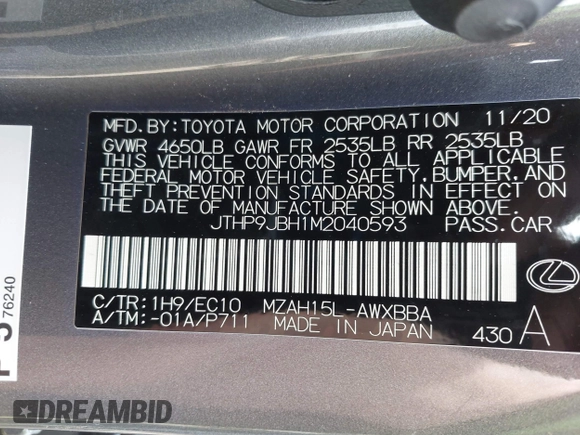 MFD. BY: TOYOTA MOTOR CORPORATION 11/20
GVWR 4650LB GAWR FR 2535LB RR 2535LB
THIS VEHICLE CONFORMS TO ALL APPLICABLE
FEDERAL MOTOR VEHICLE SAFETY, BUMPER, AND
THEFT PREVENTION STANDARDS IN EFFECT ON
THE DATE OF MANUFACTURE SHOWN ABOVE.
JTHP9JBH1M2040593 PASS.CAR
C/TR: 1H9/EC10 MZAH15L-AWXBBA
A/TM: -01A/P711 MADE IN JAPAN 430 A
76240
DREAMBID